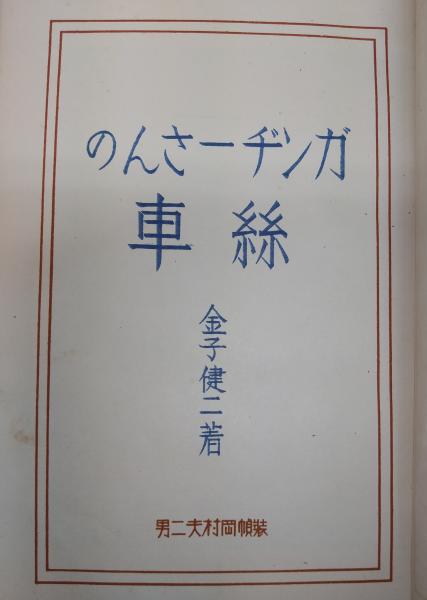 ガンヂーさんの
絲車
金子健二著
裝幀岡村夫二男